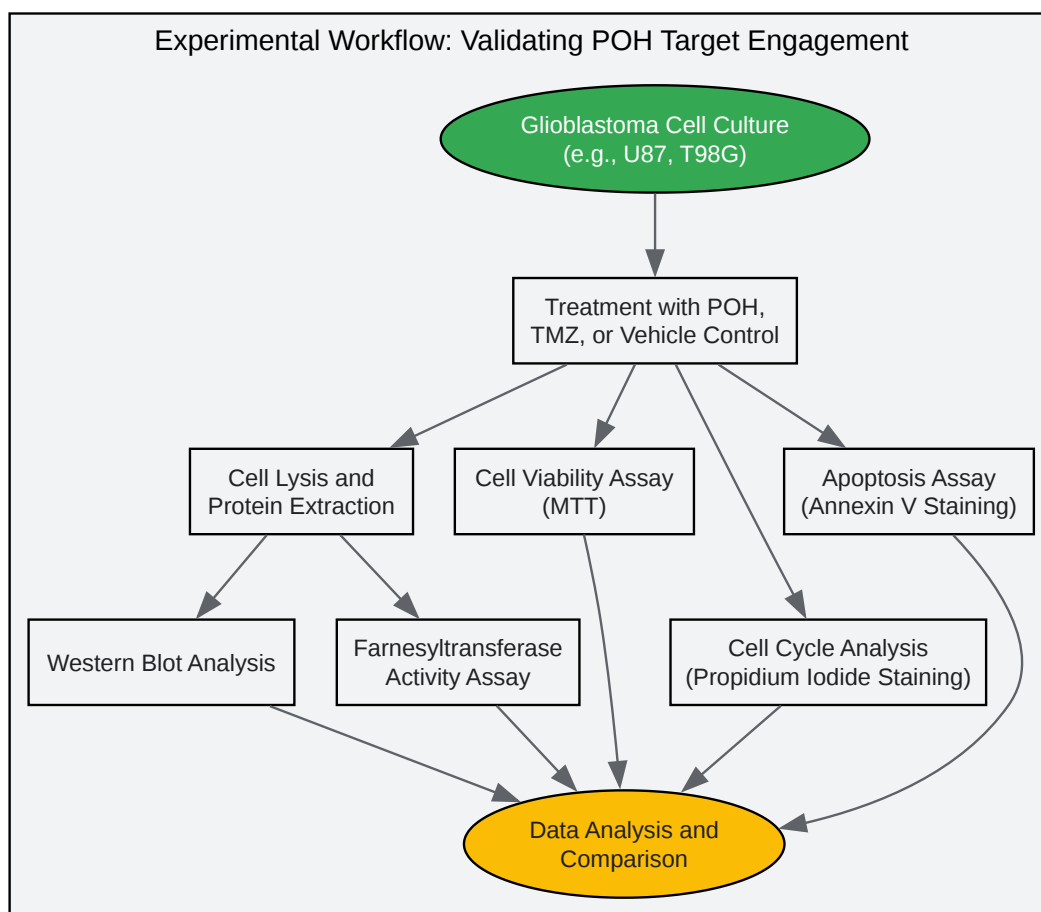 Experimental Workflow: Validating POH Target Engagement
Glioblastoma Cell Culture
(e.g., U87, T98G)
Treatment with POH,
TMZ, or Vehicle Control
Cell Lysis and
Protein Extraction
Cell Viability Assay
(MTT)
Apoptosis Assay
(Annexin V Staining)
Western Blot Analysis
Farnesyltransferase
Activity Assay
Cell Cycle Analysis
(Propidium Iodide Staining)
Data Analysis and
Comparison